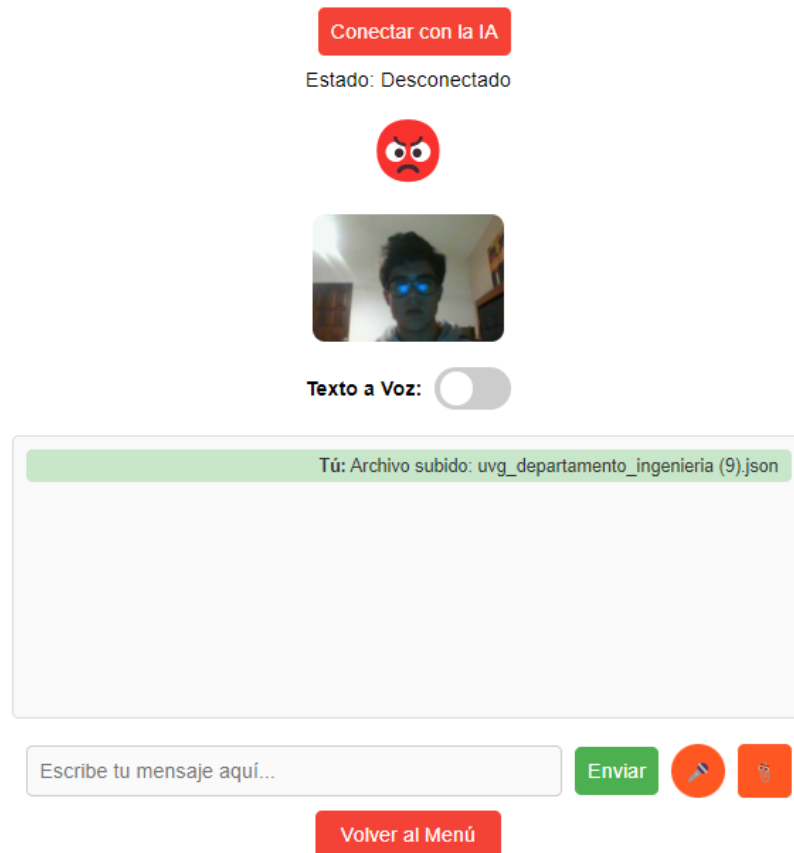 Conectar con la IA
Estado: Desconectado
Texto a Voz:
Tú: Archivo subido: uvg_departamento_ingenieria (9).json
Escribe tu mensaje aquí...
Enviar
Volver al Menú